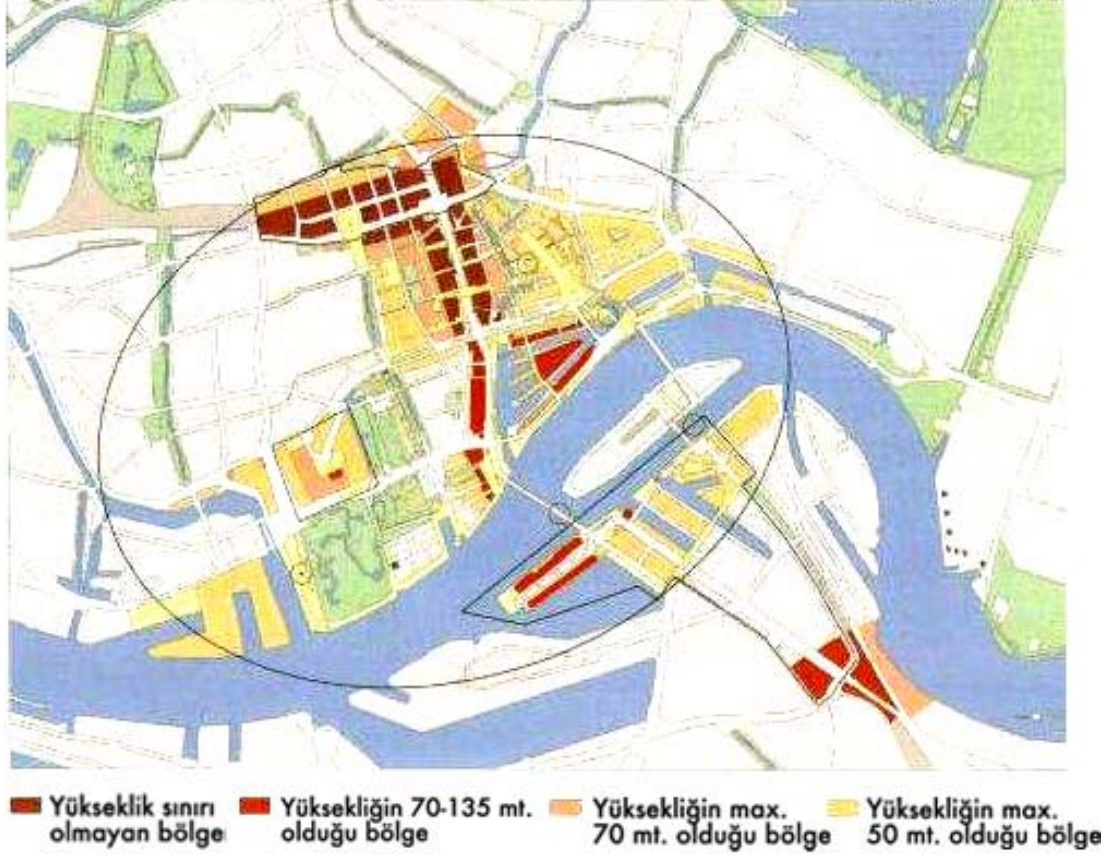 Yükseklik sınırı
olmayan bölge
Yüksekliğin 70-135 mt.
olduğu bölge
Yüksekliğin max.
70 mt. olduğu bölge
Yüksekliğin max.
50 mt. olduğu bölge